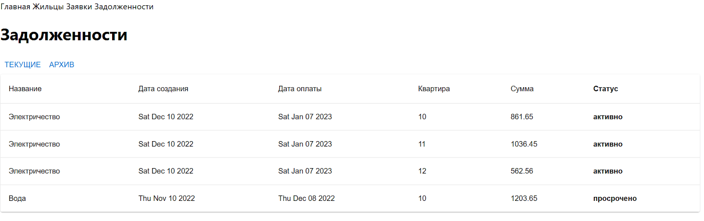 Главная Жильцы Заявки Задолженности
Задолженности
ТЕКУЩИЕ АРХИВ
Название Дата создания Дата оплаты Квартира Сумма Статус
Электричество Sat Dec 10 2022 Sat Jan 07 2023 10 861.65 активно
Электричество Sat Dec 10 2022 Sat Jan 07 2023 11 1036.45 активно
Электричество Sat Dec 10 2022 Sat Jan 07 2023 12 562.56 активно
Вода Thu Nov 10 2022 Thu Dec 08 2022 10 1203.65 просрочено